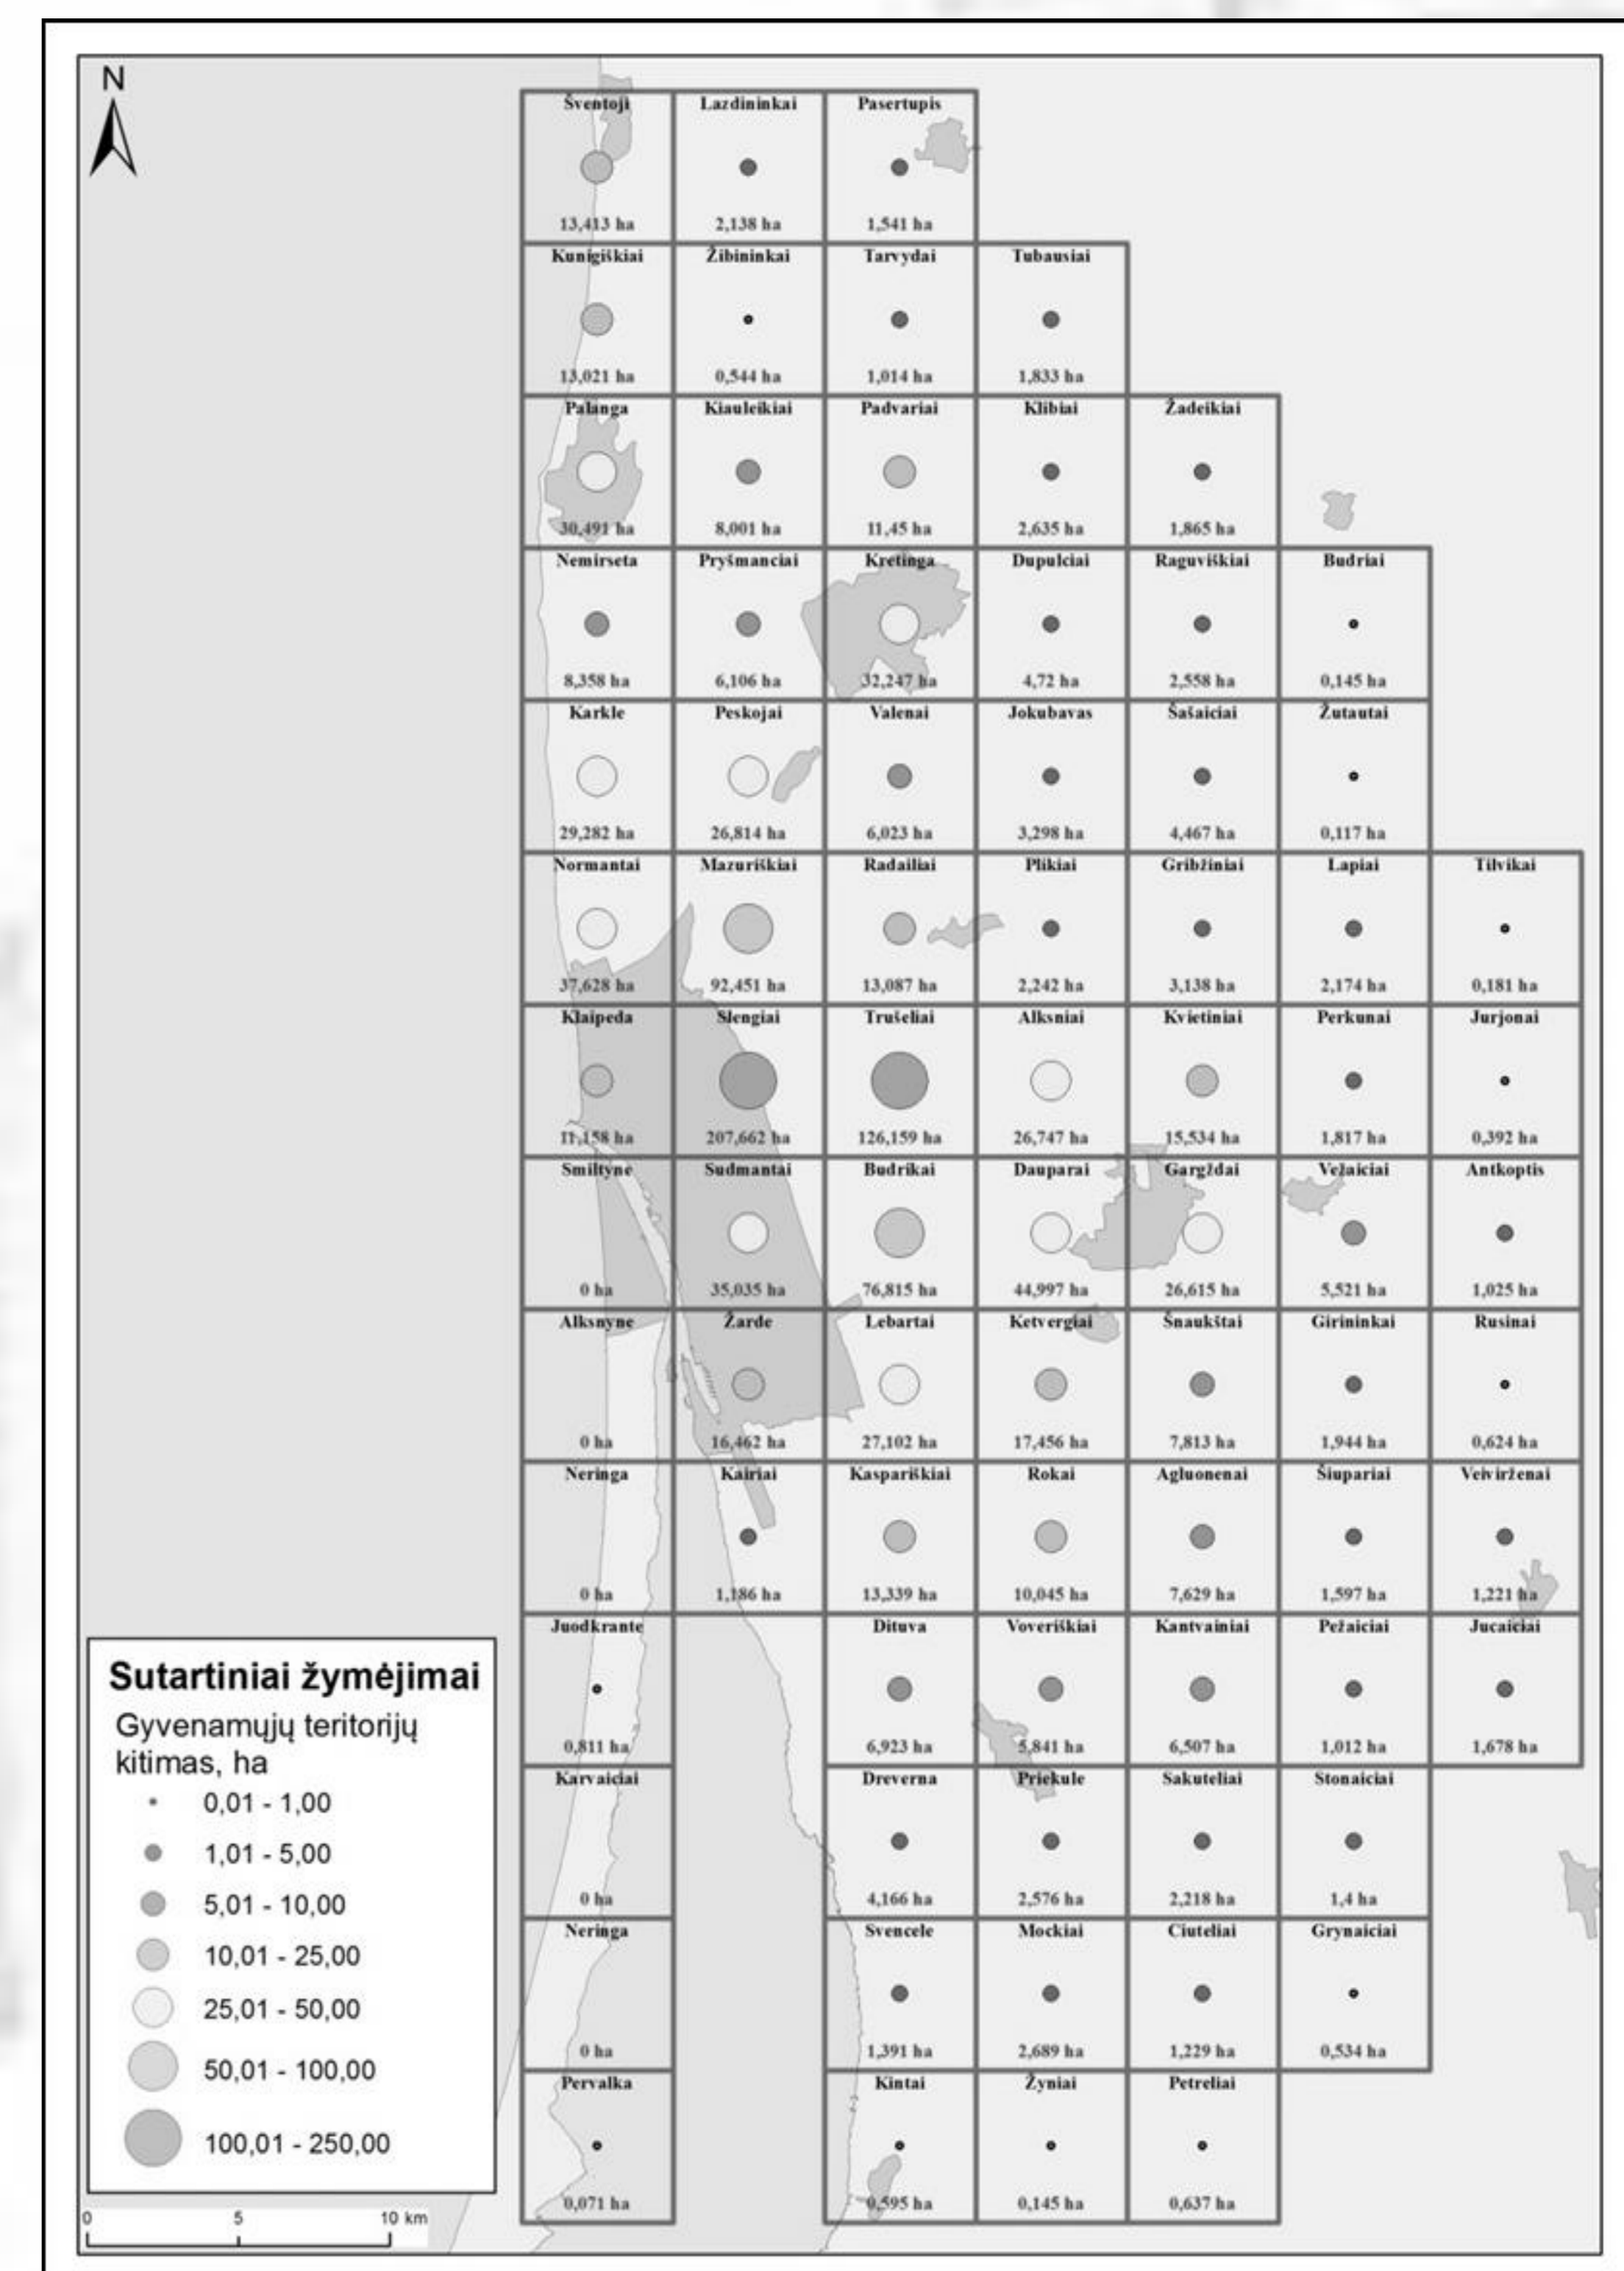 N
Šventoji Lazdininkai Pasertupis
13,413 ha 2,138 ha 1,541 ha
Kunigiškiai Žibininkai Tarvydai Tubausiai
13,021 ha 0,544 ha 1,014 ha 1,833 ha
Palanga Kiauleikiai Padvariai Klibiai Žadeikiai
30,491 ha 8,001 ha 11,45 ha 2,635 ha 1,865 ha
Nemirseta Pryšmanciai Kretinga Dupulciai Raguviškiai Budriai
8,358 ha 6,106 ha 32,247 ha 4,72 ha 2,558 ha 0,145 ha
Karkle Peskojai Valenai Jokubavas Šašaiciai Žutautai
29,282 ha 26,814 ha 6,023 ha 3,298 ha 4,467 ha 0,117 ha
Normantai Mazuriškiai Radailiai Plikiai Gribžiniai Lapiai Tilvikai
37,628 ha 92,451 ha 13,087 ha 2,242 ha 3,138 ha 2,174 ha 0,181 ha
Klaipeda Slengiai Trušeliai Alksniai Kvietiniai Perkunai Jurjonai
11,158 ha 207,662 ha 126,159 ha 26,747 ha 15,534 ha 1,817 ha 0,392 ha
Smiltyne Sudmantai Budrikai Dauparai Gargždai Vežaiciai Antkoptis
0 ha 35,035 ha 76,815 ha 44,997 ha 26,615 ha 5,521 ha 1,025 ha
Alksnyne Žarde Lebartai Ketvergiai Šnaukštai Girininkai Rusinai
0 ha 16,462 ha 27,102 ha 17,456 ha 7,813 ha 1,944 ha 0,624 ha
Neringa Kairiai Kaspariškiai Rokai Agluonenai Šiupariai Veivirženai
0 ha 1,186 ha 13,339 ha 10,045 ha 7,629 ha 1,597 ha 1,221 ha
Juodkrante Dituva Voveriškiai Kantvainiai Pežaiciai Jucaiciai
0,811 ha 6,923 ha 5,841 ha 6,507 ha 1,012 ha 1,678 ha
Karvaiciai Dreverna Priekule Sakuteliai Stonaiciai
0 ha 4,166 ha 2,576 ha 2,218 ha 1,4 ha
Neringa Svencele Mockiai Ciuteliai Grynaiciai
0 ha 1,391 ha 2,689 ha 1,229 ha 0,534 ha
Pervalka Kintai Žyniai Petreliai
0,071 ha 0,595 ha 0,145 ha 0,637 ha
Sutartiniai žymėjimai
Gyvenamųjų teritorijų
kitimas, ha
0,01 - 1,00
1,01 - 5,00
5,01 - 10,00
10,01 - 25,00
25,01 - 50,00
50,01 - 100,00
100,01 - 250,00
0 5 10 km